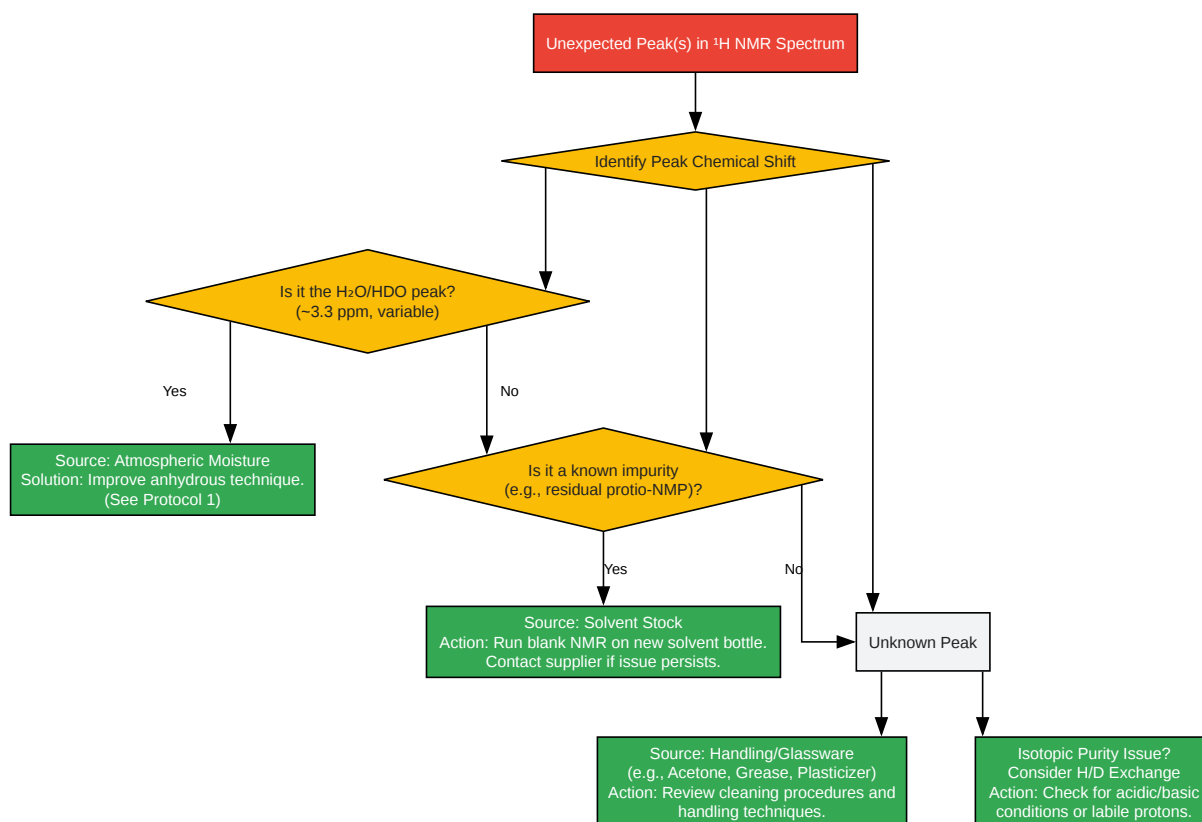 Unexpected Peak(s) in ¹H NMR Spectrum
Identify Peak Chemical Shift
Is it the H₂O/HDO peak?
(~3.3 ppm, variable)
Yes
No
Source: Atmospheric Moisture
Solution: Improve anhydrous technique.
(See Protocol 1)
Is it a known impurity
(e.g., residual protio-NMP)?
Yes
No
Source: Solvent Stock
Action: Run blank NMR on new solvent bottle.
Contact supplier if issue persists.
Unknown Peak
Source: Handling/Glassware
(e.g., Acetone, Grease, Plasticizer)
Action: Review cleaning procedures and
handling techniques.
Isotopic Purity Issue?
Consider H/D Exchange
Action: Check for acidic/basic
conditions or labile protons.